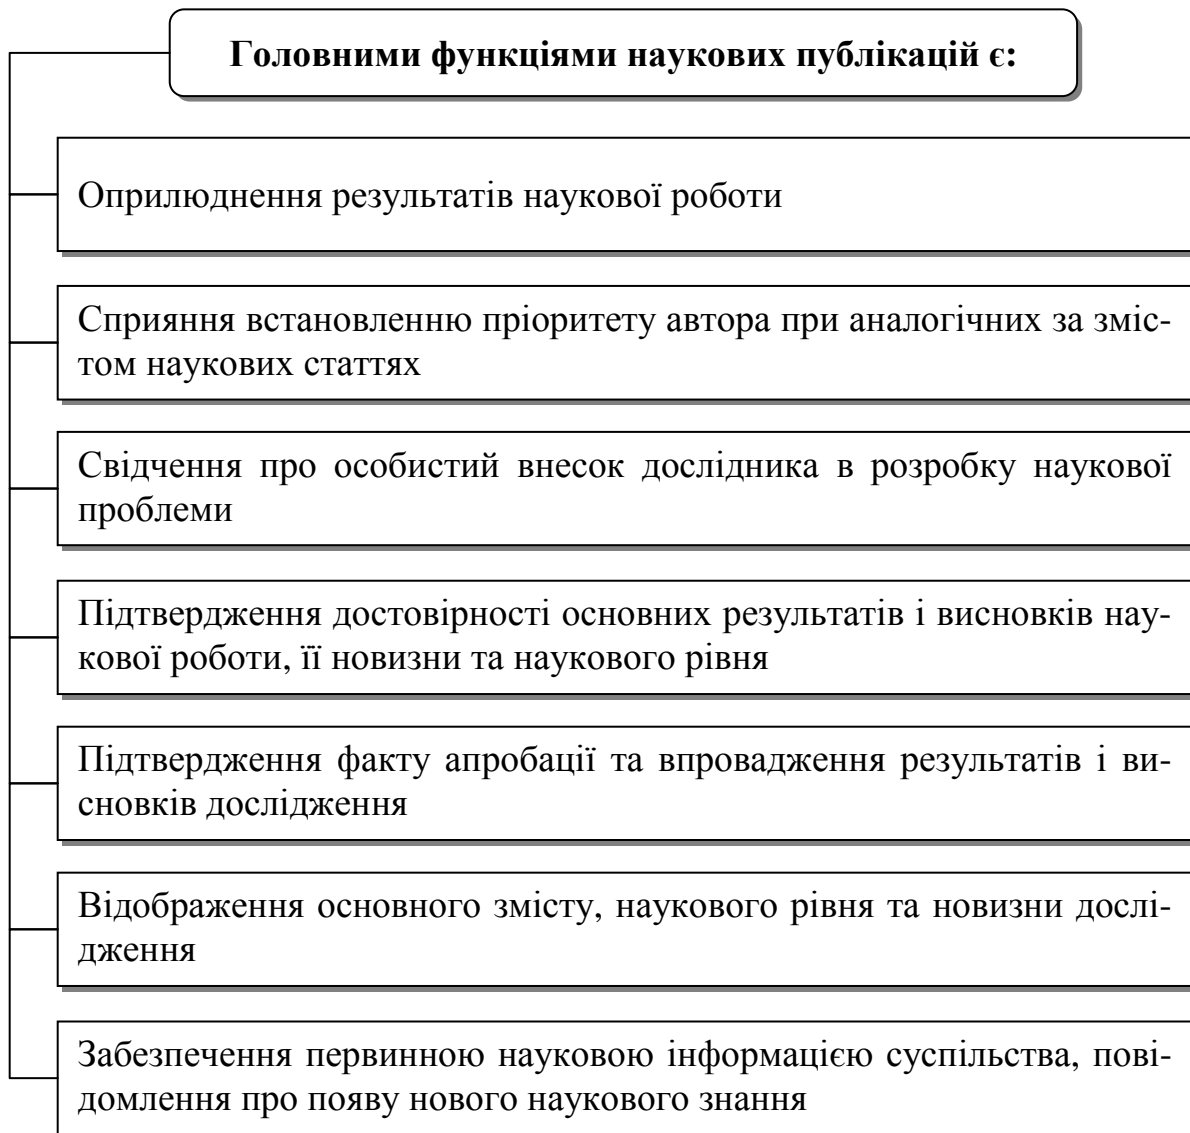 Головними функціями наукових публікацій є:
Оприлюднення результатів наукової роботи
Сприяння встановленню пріоритету автора при аналогічних за зміс-
том наукових статтях
Свідчення про особистий внесок дослідника в розробку наукової
проблеми
Підтвердження достовірності основних результатів і висновків нау-
кової роботи, її новизни та наукового рівня
Підтвердження факту апробації та впровадження результатів і ви-
сновків дослідження
Відображення основного змісту, наукового рівня та новизни дослі-
дження
Забезпечення первинною науковою інформацією суспільства, пові-
домлення про появу нового наукового знання